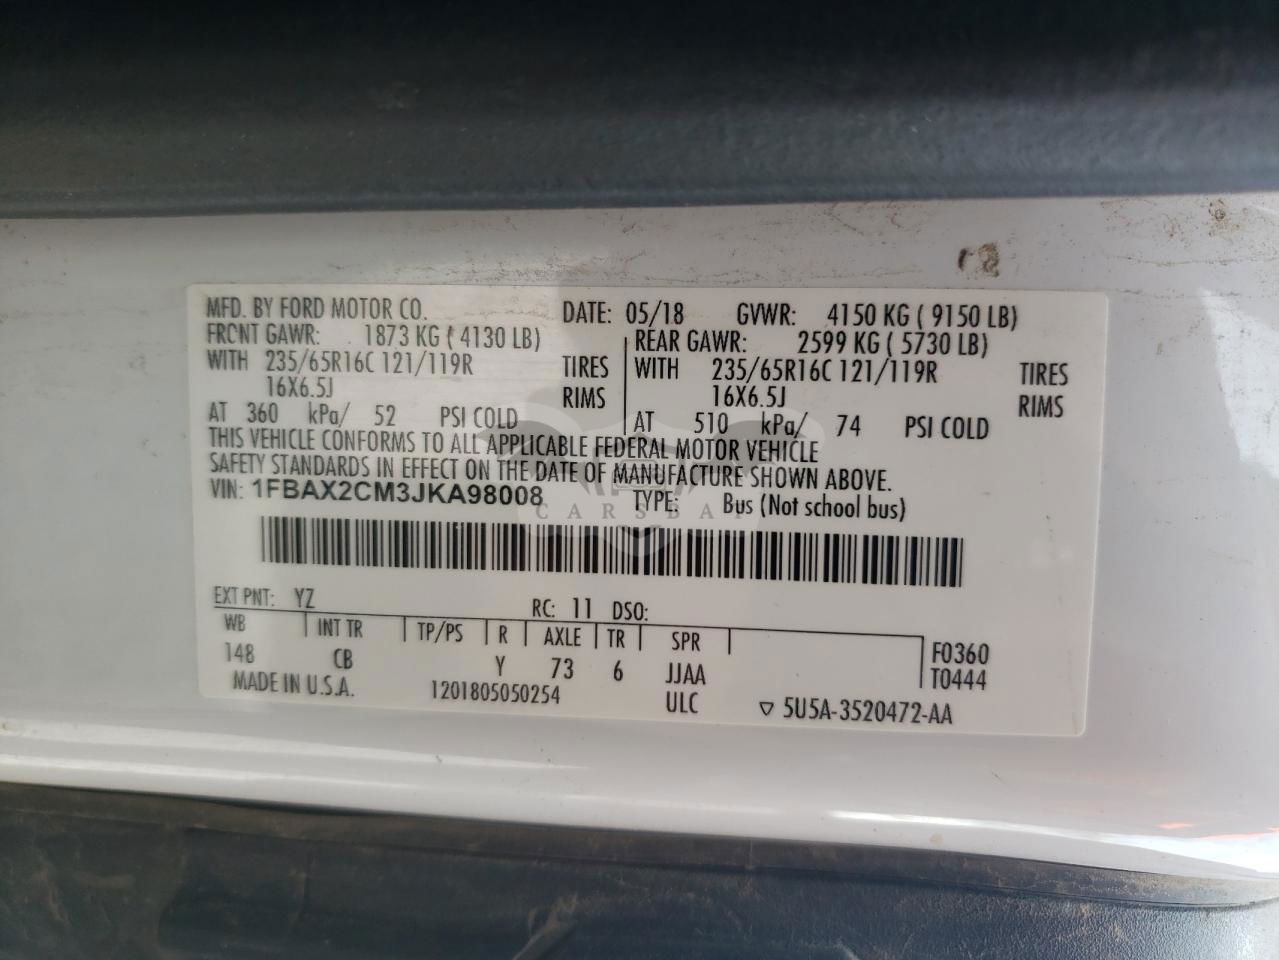 MFD. BY FORD MOTOR CO. DATE: 05/18 GVWR: 4150 KG ( 9150 LB)
FRONT GAWR: 1873 KG ( 4130 LB) REAR GAWR: 2599 KG ( 5730 LB)
WITH 235/65R16C 121/119R TIRES WITH 235/65R16C 121/119R TIRES
16X6.5J RIMS 16X6.5J RIMS
AT 360 kPa/ 52 PSI COLD AT 510 kPa/ 74 PSI COLD
THIS VEHICLE CONFORMS TO ALL APPLICABLE FEDERAL MOTOR VEHICLE
SAFETY STANDARDS IN EFFECT ON THE DATE OF MANUFACTURE SHOWN ABOVE.
VIN: 1FBAX2CM3JKA98008 TYPE: Bus (Not school bus)
CARSBAY
EXT PNT: YZ RC: 11 DSO:
WB INT TR TP/PS R AXLE TR SPR
148 CB Y 73 6 JJAA F0360
T0444
MADE IN U.S.A. 1201805050254 ULC ▽ 5U5A-3520472-AA